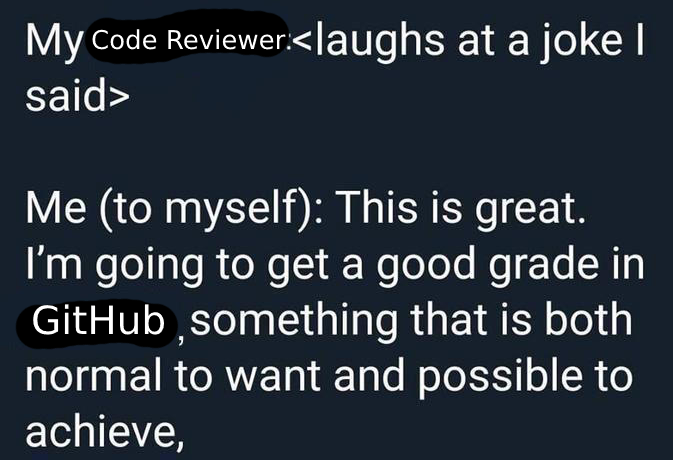 My Code Reviewer:<laughs at a joke I
said>
Me (to myself): This is great.
I’m going to get a good grade in
GitHub , something that is both
normal to want and possible to
achieve,